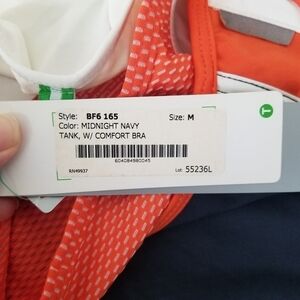 Style: BF6 165 Size: M
Color: MIDNIGHT NAVY
TANK, W/ COMFORT BRA
604084980045
RN49937 Lot: 55236L
T